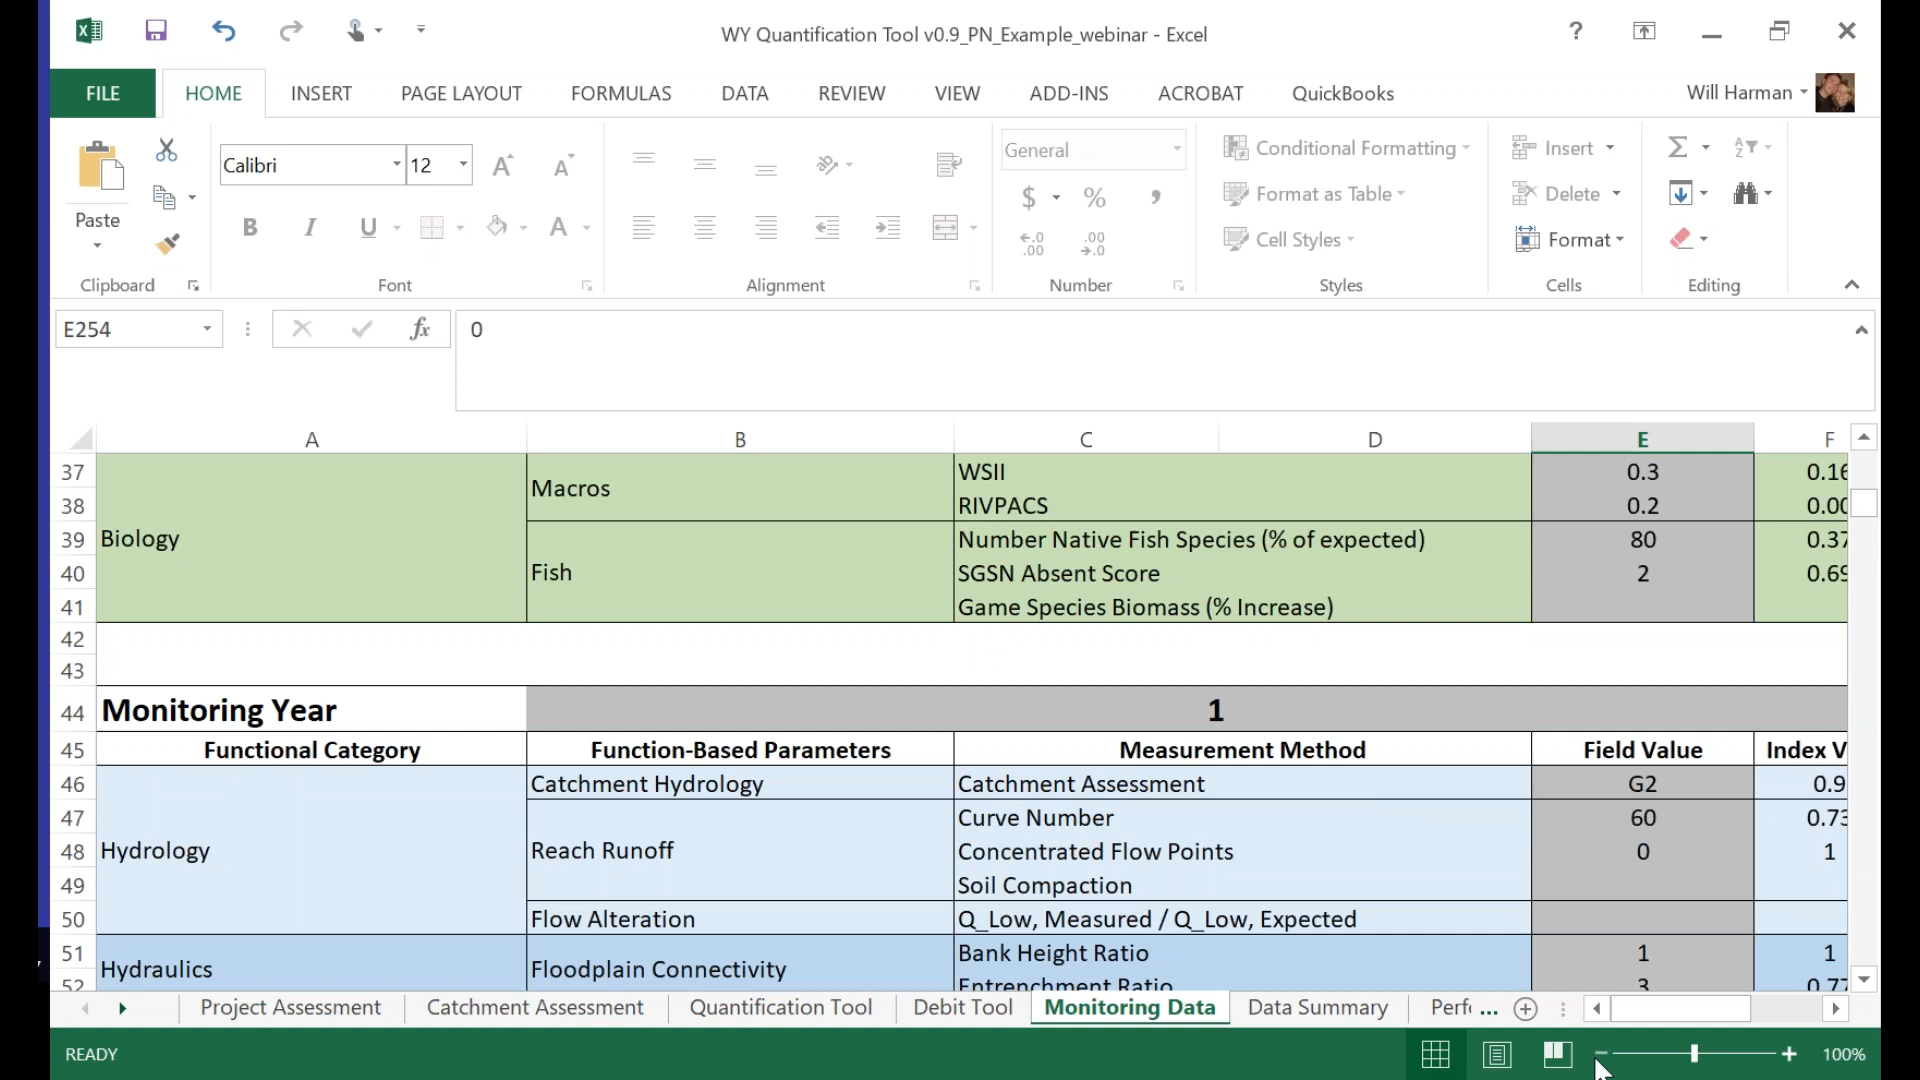 WY Quantification Tool v0.9_PN_Example_webinar - Excel
FILE HOME INSERT PAGE LAYOUT FORMULAS DATA REVIEW VIEW ADD-INS ACROBAT QuickBooks Will Harman
Calibri 12 General Conditional Formatting Insert
Paste Format as Table Delete
Cell Styles Format
Clipboard Font Alignment Number Styles Cells Editing
E254 fx 0
A B C D E F
37 WSII 0.3 0.16
Macros
38 RIVPACS 0.2 0.00
39 Biology Number Native Fish Species (% of expected) 80 0.37
40 Fish SGSN Absent Score 2 0.69
41 Game Species Biomass (% Increase)
42
43
44 Monitoring Year 1
45 Functional Category Function-Based Parameters Measurement Method Field Value Index V
46 Catchment Hydrology Catchment Assessment G2 0.9
47 Curve Number 60 0.73
48 Hydrology Reach Runoff Concentrated Flow Points 0 1
49 Soil Compaction
50 Flow Alteration Q_Low, Measured / Q_Low, Expected
51 Bank Height Ratio 1 1
Hydraulics Floodplain Connectivity
52 Entrenchment Ratio 3 0.77
Project Assessment Catchment Assessment Quantification Tool Debit Tool Monitoring Data Data Summary Perfo ...
READY 100%